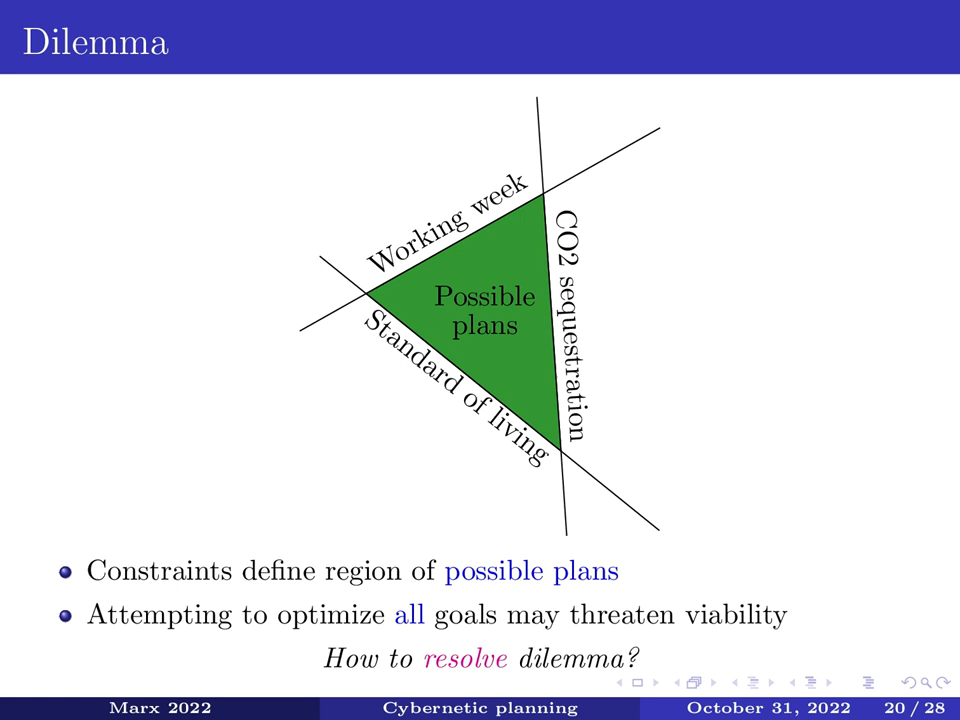 Dilemma
Working week
CO2 sequestration
Possible
plans
Standard of living
Constraints define region of possible plans
Attempting to optimize all goals may threaten viability
How to resolve dilemma?
Marx 2022 Cybernetic planning October 31, 2022 20 / 28